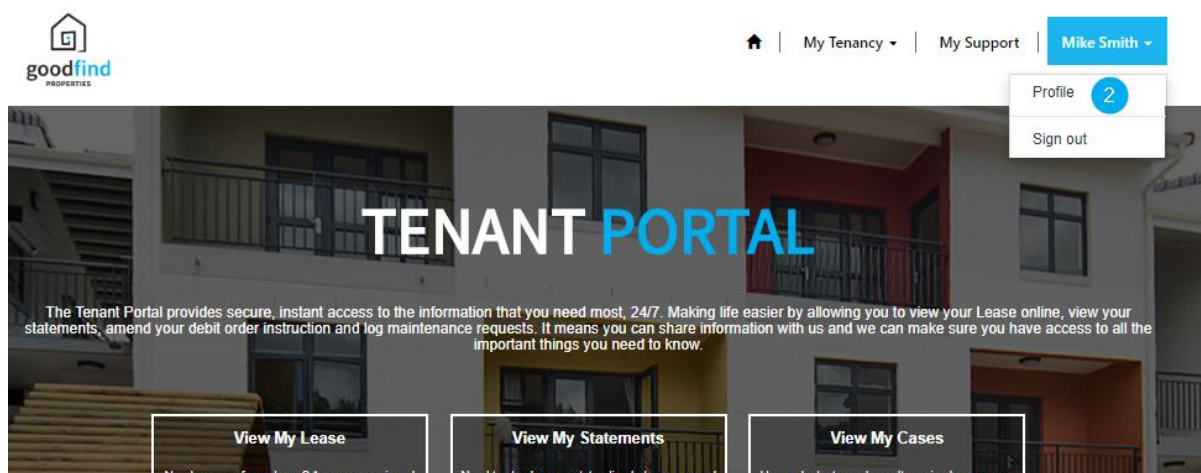 goodfind
PROPERTIES
My Tenancy
My Support
Mike Smith
Profile 2
Sign out
TENANT PORTAL
The Tenant Portal provides secure, instant access to the information that you need most, 24/7. Making life easier by allowing you to view your Lease online, view your
statements, amend your debit order instruction and log maintenance requests. It means you can share information with us and we can make sure you have access to all the
important things you need to know.
View My Lease
View My Statements
View My Cases